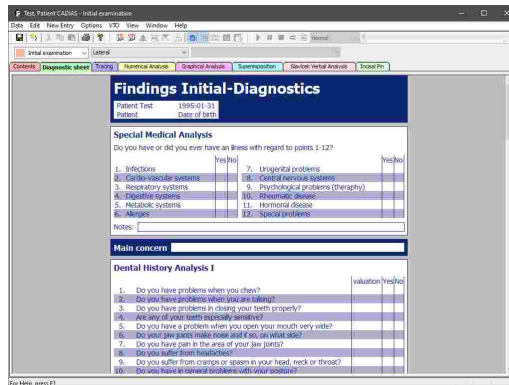 Test, Patient CADIAS - Initial examination
Date Edit New Entry Options VTO View Window Help
Normal
Initial examination Lateral
Contents Diagnostic sheet Tracing Numerical Analysis Graphical Analysis Superimposition Slavicek Verbal Analysis Incisal Pin
Findings Initial-Diagnostics
Patient Test 1995-01-31
Patient Date of birth
Special Medical Analysis
Do you have or did you ever have an illness with regard to points 1-12?
Yes No Yes No
1. Infections 7. Urogenital problems
2. Cardio-vascular systems 8. Central nervous systems
3. Respiratory systems 9. Psychological problems (theraphy)
4. Digestive systems 10. Rheumatic disease
5. Metabolic systems 11. Hormonal disease
6. Allergies 12. Special problems
Notes:
Main concern
Dental History Analysis I
valuation Yes No
1. Do you have problems when you chew?
2. Do you have problems when you are talking?
3. Do you have problems in closing your teeth properly?
4. Are any of your teeth especially sensitive?
5. Do you have a problem when you open your mouth very wide?
6. Do your jaw joints make noise and if so, on what side?
7. Do you have pain in the area of your jaw joints?
8. Do you suffer from headaches?
9. Do you suffer from cramps or spasm in your head, neck or throat?
10. Do you have in general problems with your posture?
For Help, press F1